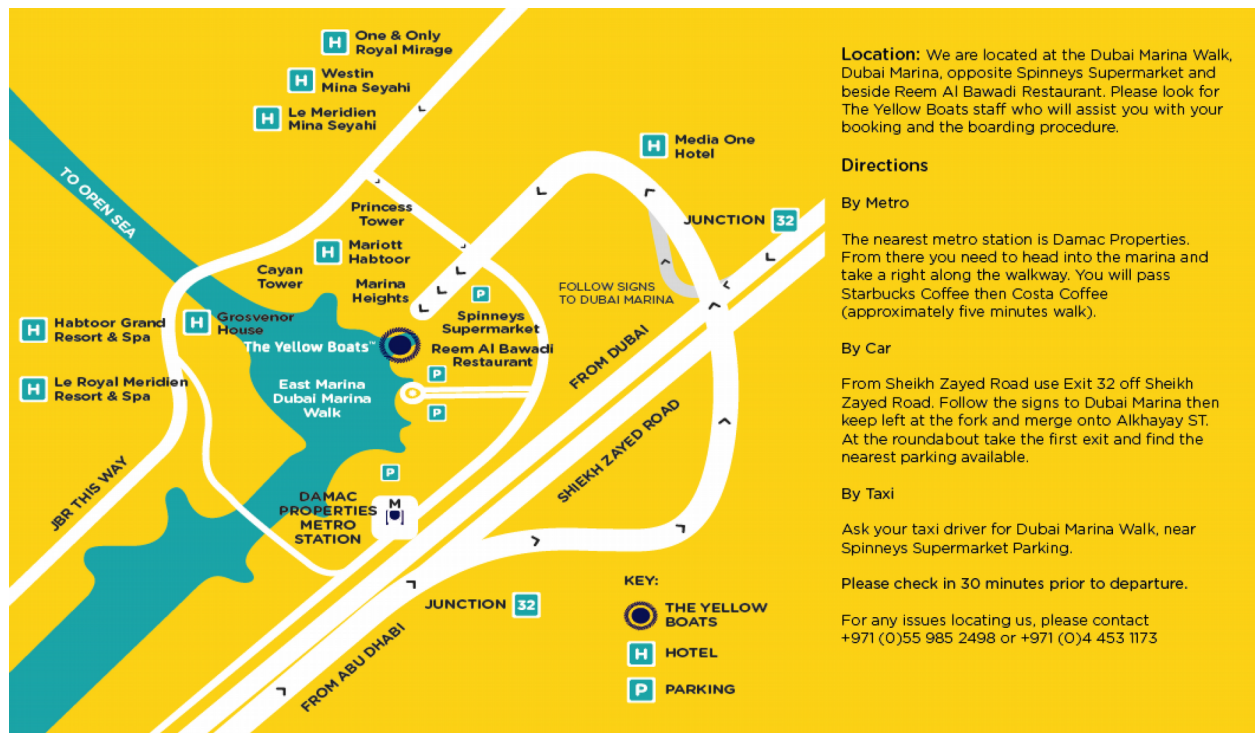 One & Only
Royal Mirage
H
Westin
Mina Seyahi
H
Le Meridien
Mina Seyahi
H
Media One
Hotel
H
TO OPEN SEA
JUNCTION 32
Princess
Tower
Mariott
Habtoor
H
Cayan
Tower
Marina
Heights
P
FOLLOW SIGNS
TO DUBAI MARINA
Spinneys
Supermarket
Habtoor Grand
Resort & Spa
H
Grosvenor
House
H
The Yellow Boats™
Reem Al Bawadi
Restaurant
P
FROM DUBAI
Le Royal Meridien
Resort & Spa
H
East Marina
Dubai Marina
Walk
P
SHIEKH ZAYED ROAD
P
JBR THIS WAY
DAMAC
PROPERTIES
METRO
STATION
M
JUNCTION 32
FROM ABU DHABI
KEY:
THE YELLOW
BOATS
H HOTEL
P PARKING
Location: We are located at the Dubai Marina Walk,
Dubai Marina, opposite Spinneys Supermarket and
beside Reem Al Bawadi Restaurant. Please look for
The Yellow Boats staff who will assist you with your
booking and the boarding procedure.
Directions
By Metro
The nearest metro station is Damac Properties.
From there you need to head into the marina and
take a right along the walkway. You will pass
Starbucks Coffee then Costa Coffee
(approximately five minutes walk).
By Car
From Sheikh Zayed Road use Exit 32 off Sheikh
Zayed Road. Follow the signs to Dubai Marina then
keep left at the fork and merge onto Alkhayay ST.
At the roundabout take the first exit and find the
nearest parking available.
By Taxi
Ask your taxi driver for Dubai Marina Walk, near
Spinneys Supermarket Parking.
Please check in 30 minutes prior to departure.
For any issues locating us, please contact
+971 (0)55 985 2498 or +971 (0)4 453 1173